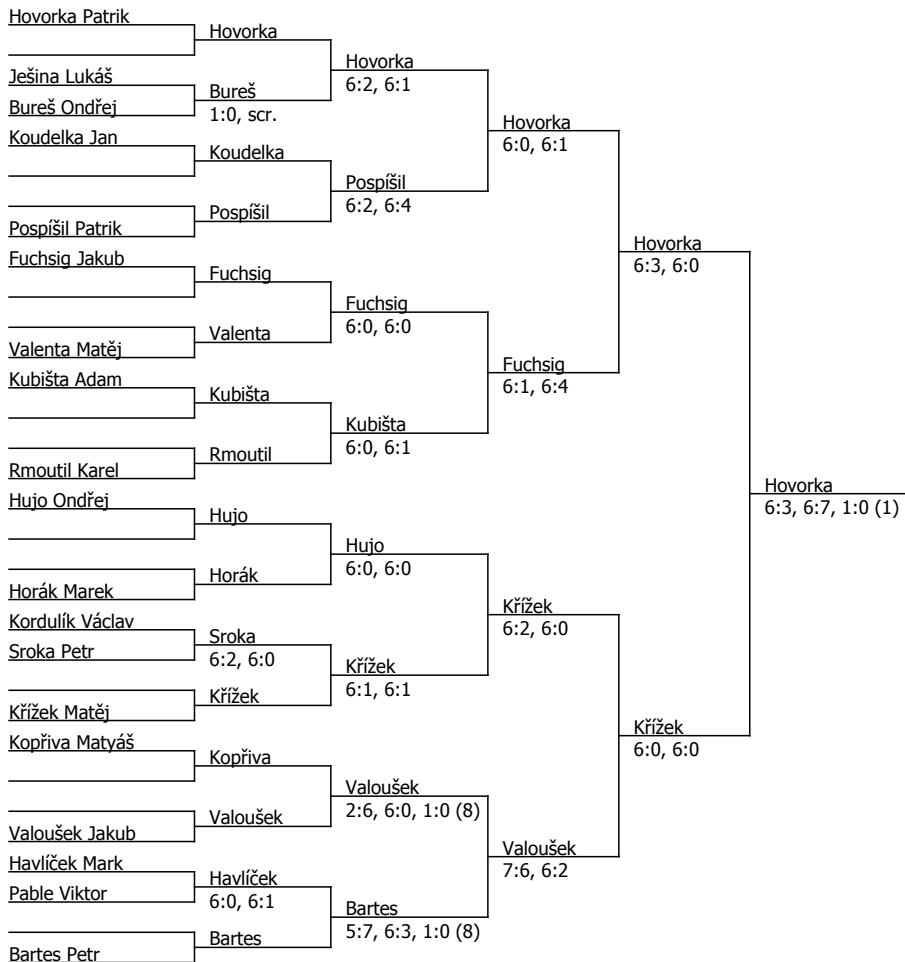 Hovorka Patrik
Ješina Lukáš
Bureš Ondřej
Koudelka Jan
Pospíšil Patrik
Fuchsig Jakub
Valenta Matěj
Kubišta Adam
Rmoutil Karel
Hujo Ondřej
Horák Marek
Kordulík Václav
Sroka Petr
Křížek Matěj
Kopřiva Matyáš
Valoušek Jakub
Havlíček Mark
Pable Viktor
Bartes Petr
Hovorka
Bureš
1:0, scr.
Koudelka
Pospíšil
Fuchsig
Valenta
Kubišta
Rmoutil
Hujo
Horák
Sroka
6:2, 6:0
Křížek
Kopřiva
Valoušek
Havlíček
6:0, 6:1
Bartes
Hovorka
6:2, 6:1
Pospíšil
6:2, 6:4
Fuchsig
6:0, 6:0
Kubišta
6:0, 6:1
Hujo
6:0, 6:0
Křížek
6:1, 6:1
Valoušek
2:6, 6:0, 1:0 (8)
Bartes
5:7, 6:3, 1:0 (8)
Hovorka
6:0, 6:1
Fuchsig
6:1, 6:4
Křížek
6:2, 6:0
Valoušek
7:6, 6:2
Hovorka
6:3, 6:0
Křížek
6:0, 6:0
Hovorka
6:3, 6:7, 1:0 (1)